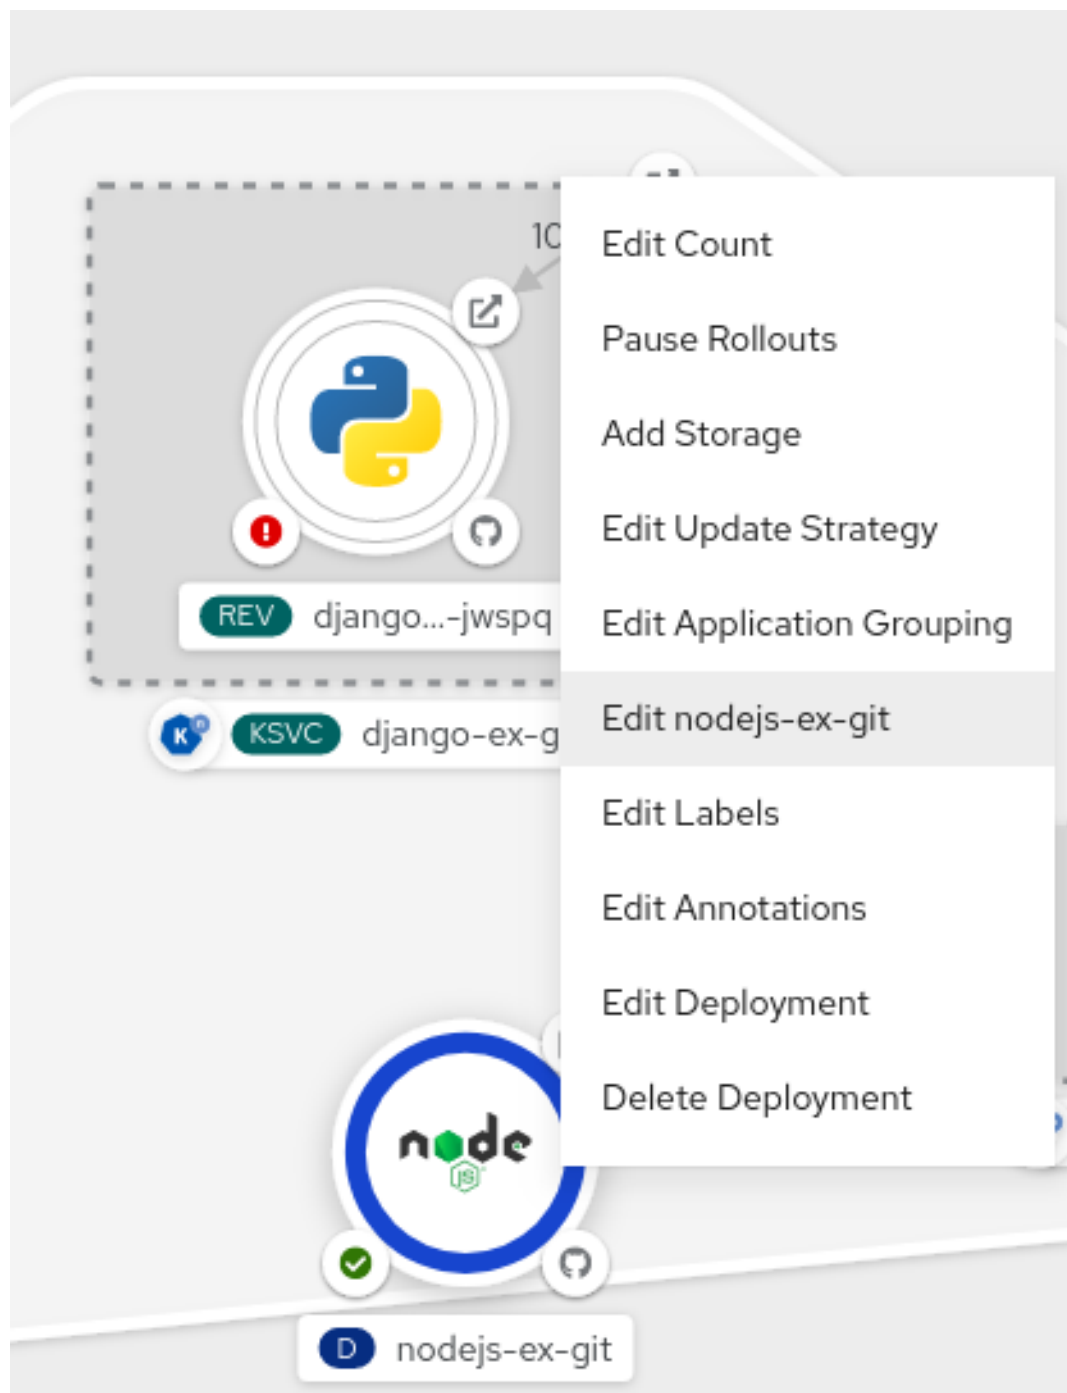 10
Edit Count
Pause Rollouts
Add Storage
Edit Update Strategy
REV django...-jwspq
Edit Application Grouping
Edit nodejs-ex-git
K n KSVC django-ex-g
Edit Labels
Edit Annotations
Edit Deployment
Delete Deployment
node
JS
D nodejs-ex-git